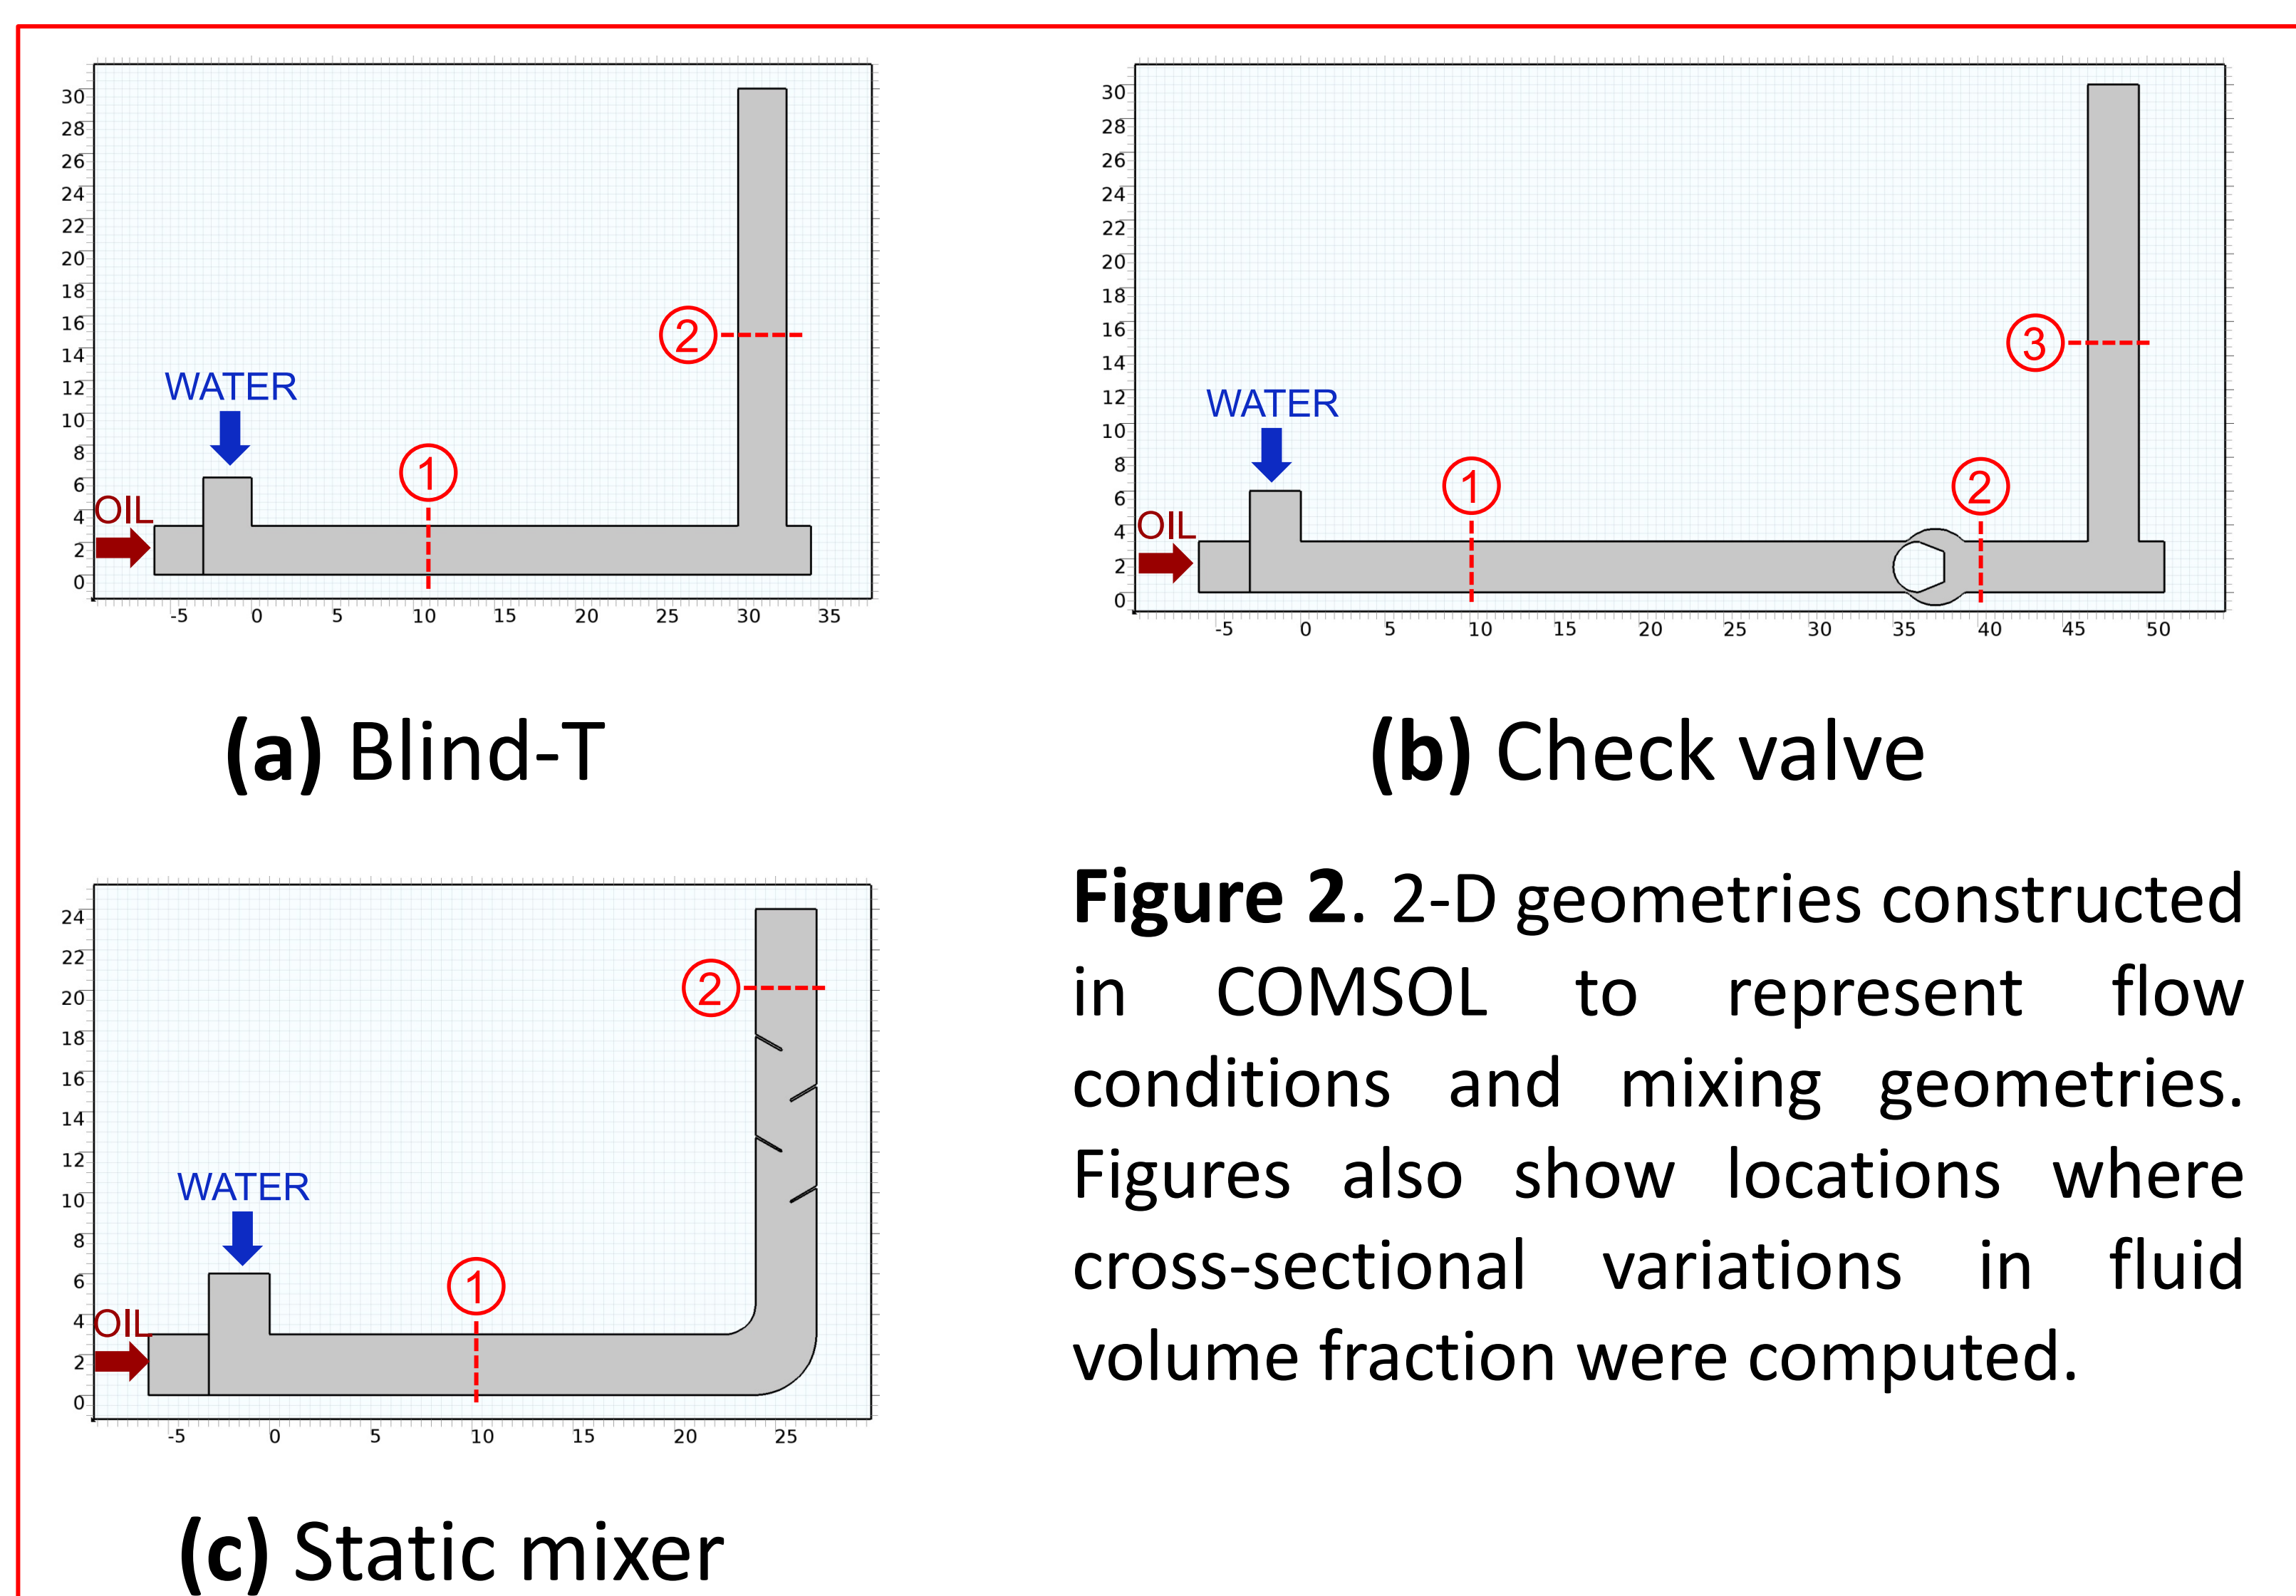 30
28
26
24
22
20
18
16
14
12
10
8
6
4
2
0
WATER
OIL
1
2
-5 0 5 10 15 20 25 30 35
(a) Blind-T
30
28
26
24
22
20
18
16
14
12
10
8
6
4
2
0
WATER
OIL
1
2
3
-5 0 5 10 15 20 25 30 35 40 45 50
(b) Check valve
24
22
20
18
16
14
12
10
8
6
4
2
0
WATER
OIL
1
2
-5 0 5 10 15 20 25
(c) Static mixer
Figure 2. 2-D geometries constructed
in COMSOL to represent flow
conditions and mixing geometries.
Figures also show locations where
cross-sectional variations in fluid
volume fraction were computed.